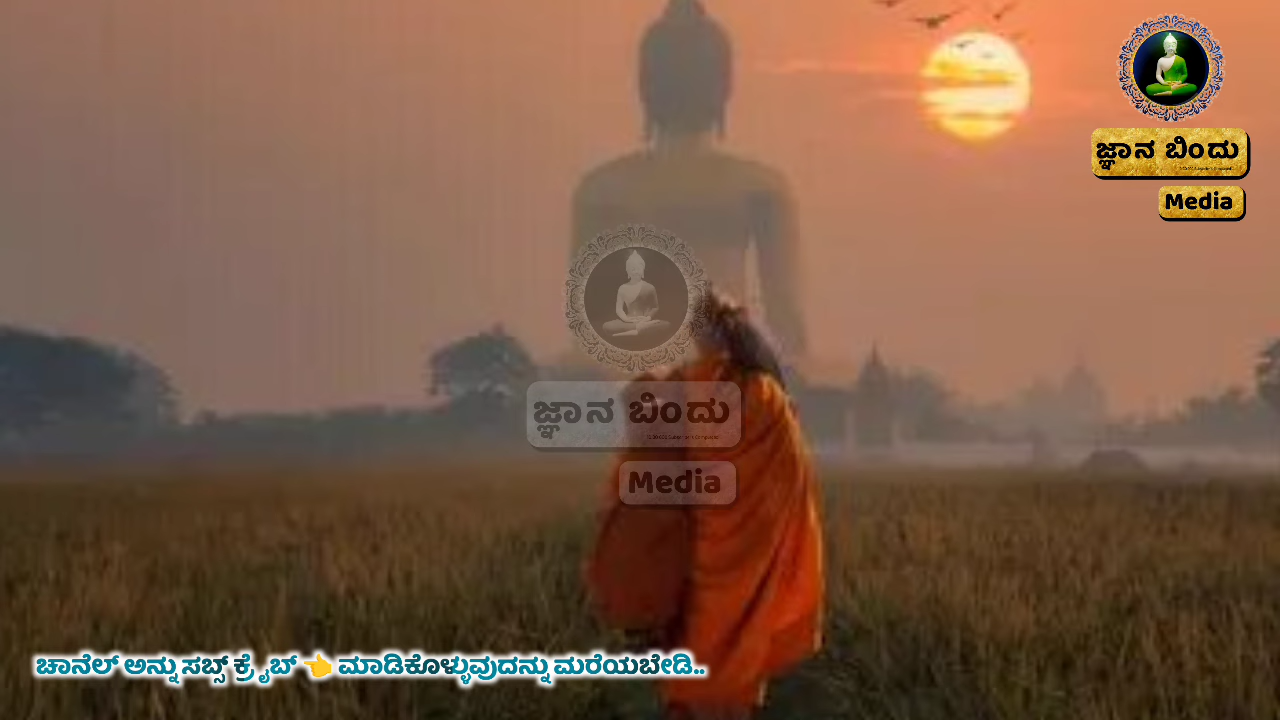 ಜ್ಞಾನ ಬಿಂದು
Media
ಜ್ಞಾನ ಬಿಂದು
Media
ಚಾನೆಲ್ ಅನ್ನು ಸಬ್ಸ್ ಕ್ರೈಬ್ 👈 ಮಾಡಿಕೊಳ್ಳುವುದನ್ನು ಮರೆಯಬೇಡಿ..